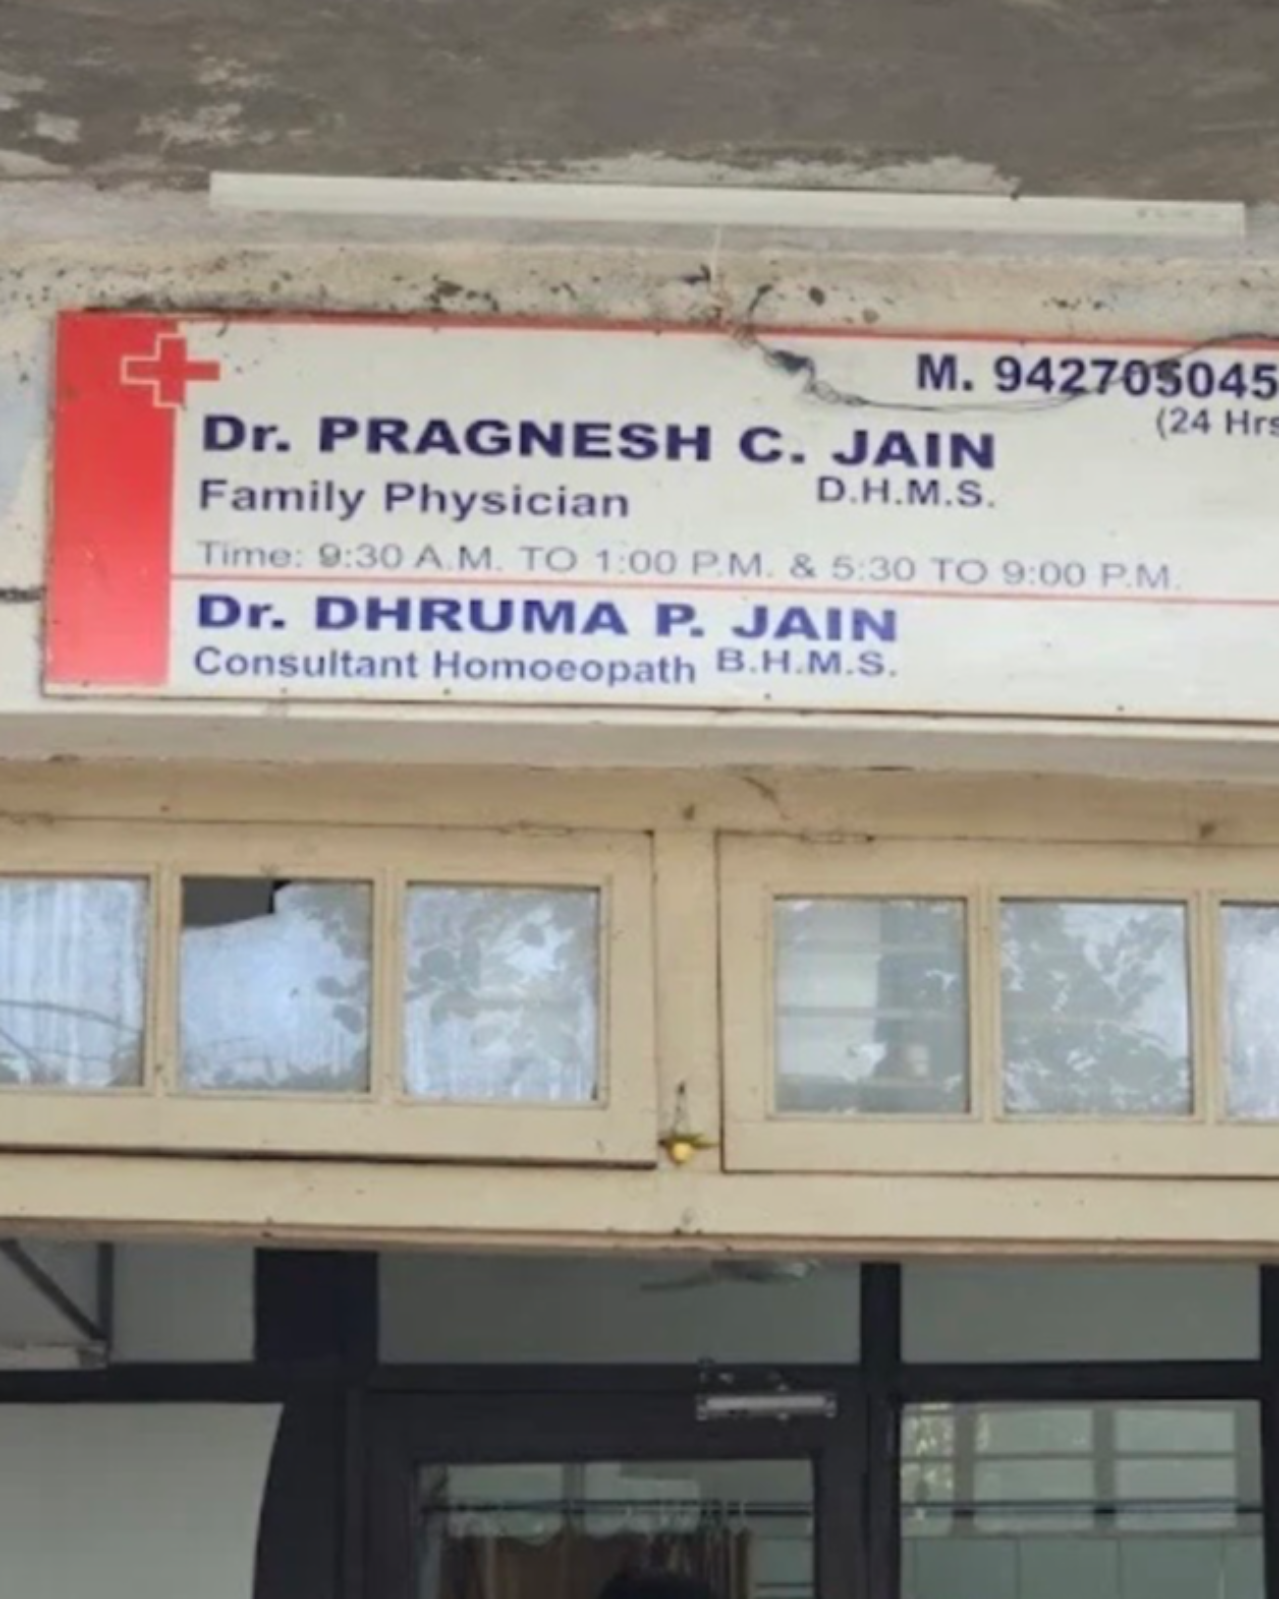 M. 942705045
(24 Hrs
Dr. PRAGNESH C. JAIN
D.H.M.S.
Family Physician
Time: 9:30 A.M. TO 1:00 P.M. & 5:30 TO 9:00 P.M.
Dr. DHRUMA P. JAIN
Consultant Homoeopath B.H.M.S.